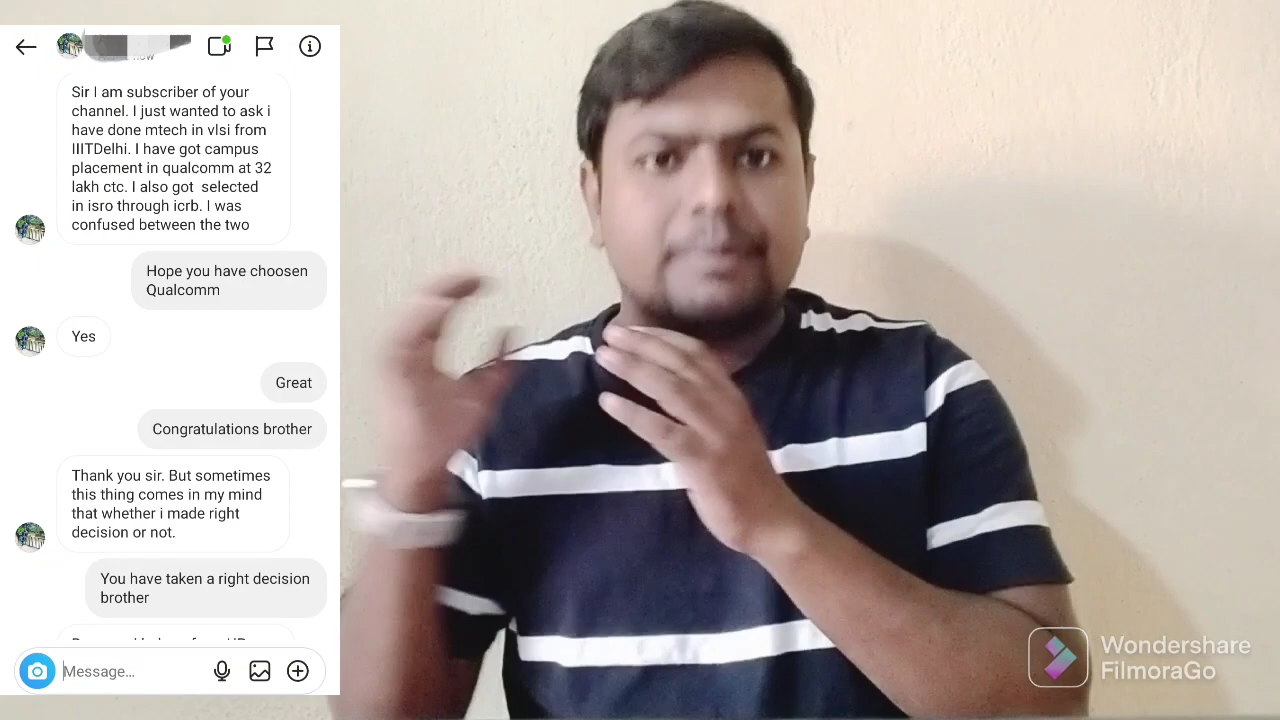 now
Sir I am subscriber of your
channel. I just wanted to ask i
have done mtech in vlsi from
IIITDelhi. I have got campus
placement in qualcomm at 32
lakh ctc. I also got selected
in isro through icrb. I was
confused between the two
Hope you have choosen
Qualcomm
Yes
Great
Congratulations brother
Thank you sir. But sometimes
this thing comes in my mind
that whether i made right
decision or not.
You have taken a right decision
brother
Message...
Wondershare
FilmoraGo